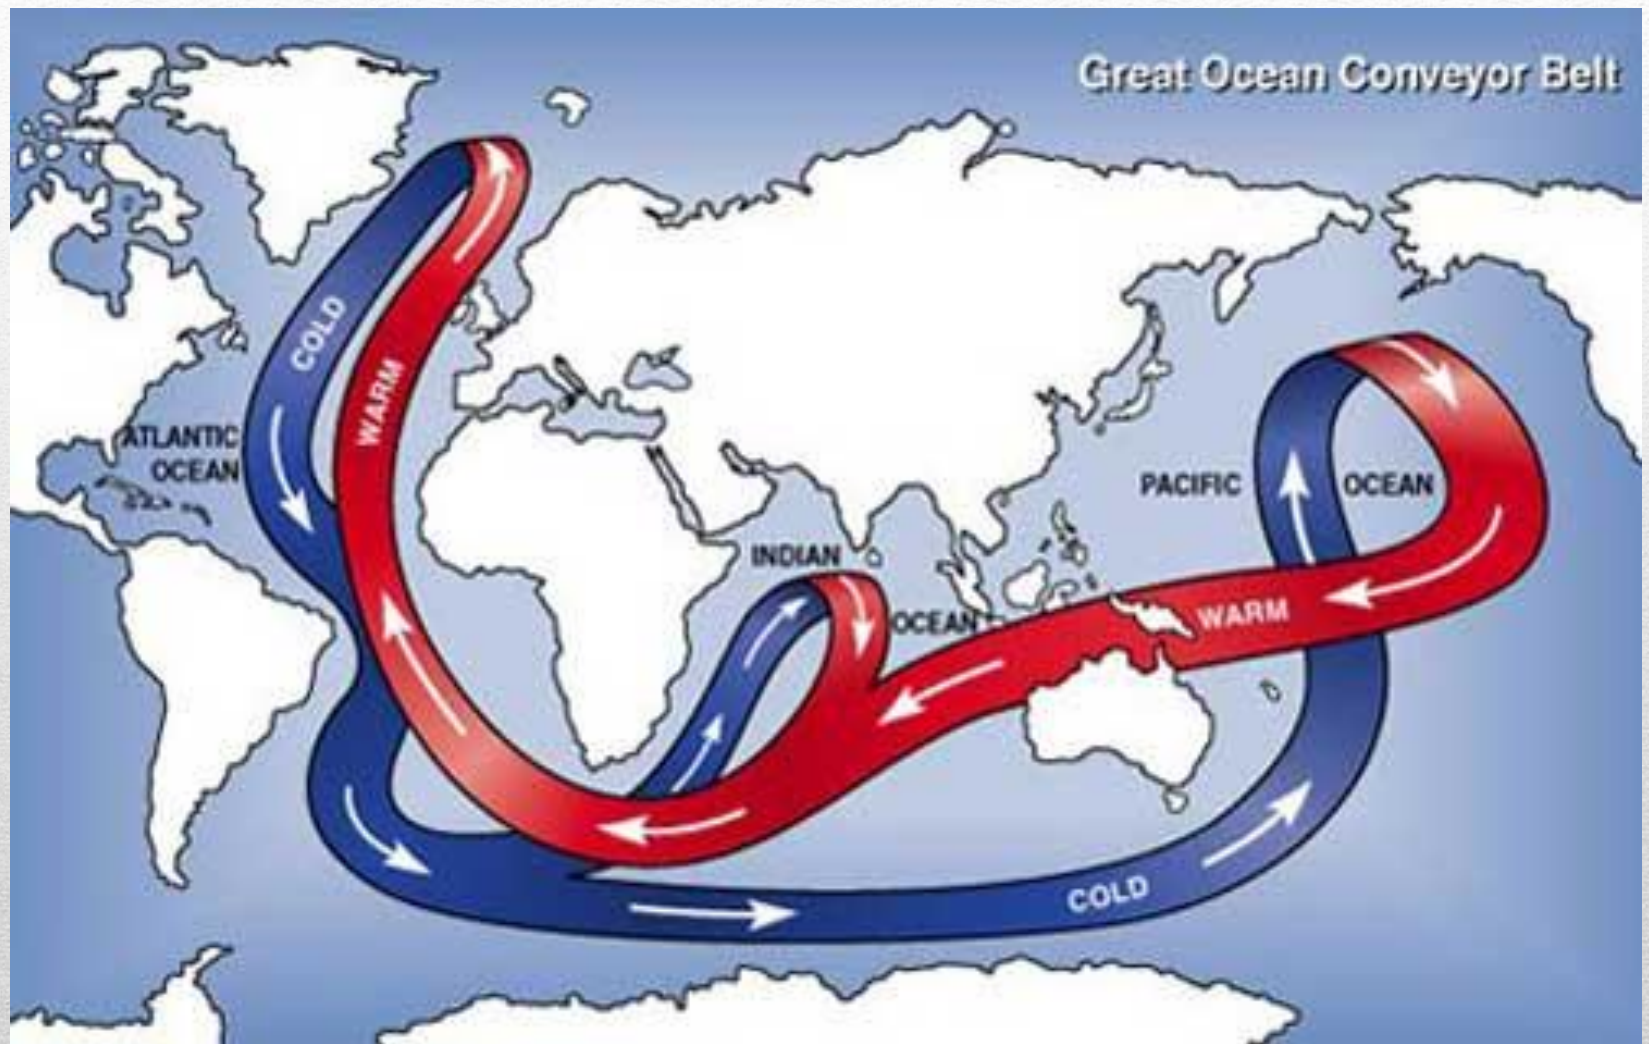 Great Ocean Conveyor Belt
COLD
WARM
ATLANTIC
OCEAN
PACIFIC OCEAN
INDIAN
OCEAN
WARM
COLD